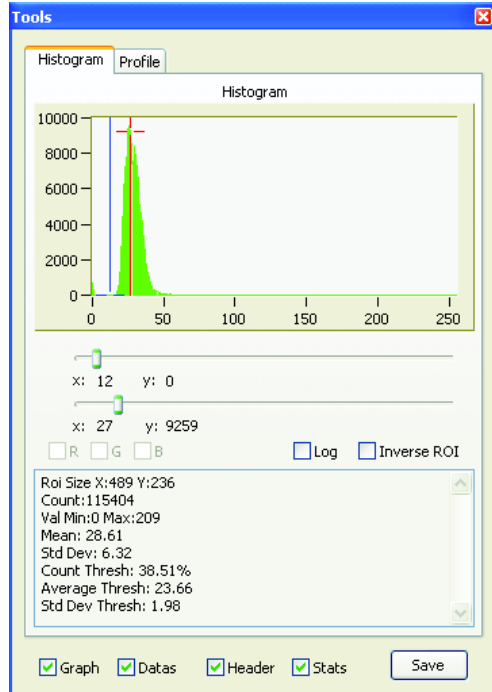 Tools
Histogram Profile
Histogram
10000
8000
6000
4000
2000
0
0 50 100 150 200 250
x: 12 y: 0
x: 27 y: 9259
R G B Log Inverse ROI
Roi Size X:489 Y:236
Count:115404
Val Min:0 Max:209
Mean: 28.61
Std Dev: 6.32
Count Thresh: 38.51%
Average Thresh: 23.66
Std Dev Thresh: 1.98
Graph Datas Header Stats Save